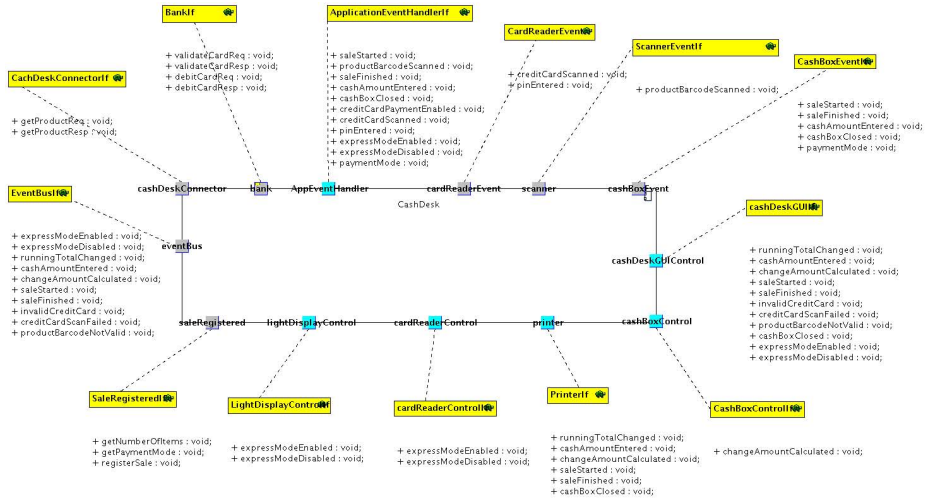 BankIf
+ validateCardReq : void;
+ validateCardResp : void;
+ debitCardReq : void;
+ debitCardResp : void;
ApplicationEventHandlerIf
+ saleStarted : void;
+ productBarcodeScanned : void;
+ saleFinished : void;
+ cashAmountEntered : void;
+ cashBoxClosed : void;
+ creditCardPaymentEnabled : void;
+ creditCardScanned : void;
+ pinEntered : void;
+ expressModeEnabled : void;
+ expressModeDisabled : void;
+ paymentMode : void;
CardReaderEventIf
+ creditCardScanned : void;
+ pinEntered : void;
ScannerEventIf
+ productBarcodeScanned : void;
CashBoxEventIf
+ saleStarted : void;
+ saleFinished : void;
+ cashAmountEntered : void;
+ cashBoxClosed : void;
+ paymentMode : void;
CachDeskConnectorIf
+ getProductReq : void;
+ getProductResp : void;
cashDeskConnector
bank
AppEventHandler
cardReaderEvent
scanner
cashBoxEvent
CashDesk
EventBusIf
+ expressModeEnabled : void;
+ expressModeDisabled : void;
+ runningTotalChanged : void;
+ cashAmountEntered : void;
+ changeAmountCalculated : void;
+ saleStarted : void;
+ saleFinished : void;
+ invalidCreditCard : void;
+ creditCardScanFailed : void;
+ productBarcodeNotValid : void;
eventBus
cashDeskGUIIf
+ runningTotalChanged : void;
+ cashAmountEntered : void;
+ changeAmountCalculated : void;
+ saleStarted : void;
+ saleFinished : void;
+ invalidCreditCard : void;
+ creditCardScanFailed : void;
+ productBarcodeNotValid : void;
+ cashBoxClosed : void;
+ expressModeEnabled : void;
+ expressModeDisabled : void;
cashDeskGUIControl
saleRegistered
lightDisplayControl
cardReaderControl
printer
cashBoxControl
SaleRegisteredIf
+ getNumberOfItems : void;
+ getPaymentMode : void;
+ registerSale : void;
LightDisplayControlIf
+ expressModeEnabled : void;
+ expressModeDisabled : void;
cardReaderControlIf
+ expressModeEnabled : void;
+ expressModeDisabled : void;
PrinterIf
+ runningTotalChanged : void;
+ cashAmountEntered : void;
+ changeAmountCalculated : void;
+ saleStarted : void;
+ saleFinished : void;
+ cashBoxClosed : void;
CashBoxControlIf
+ changeAmountCalculated : void;